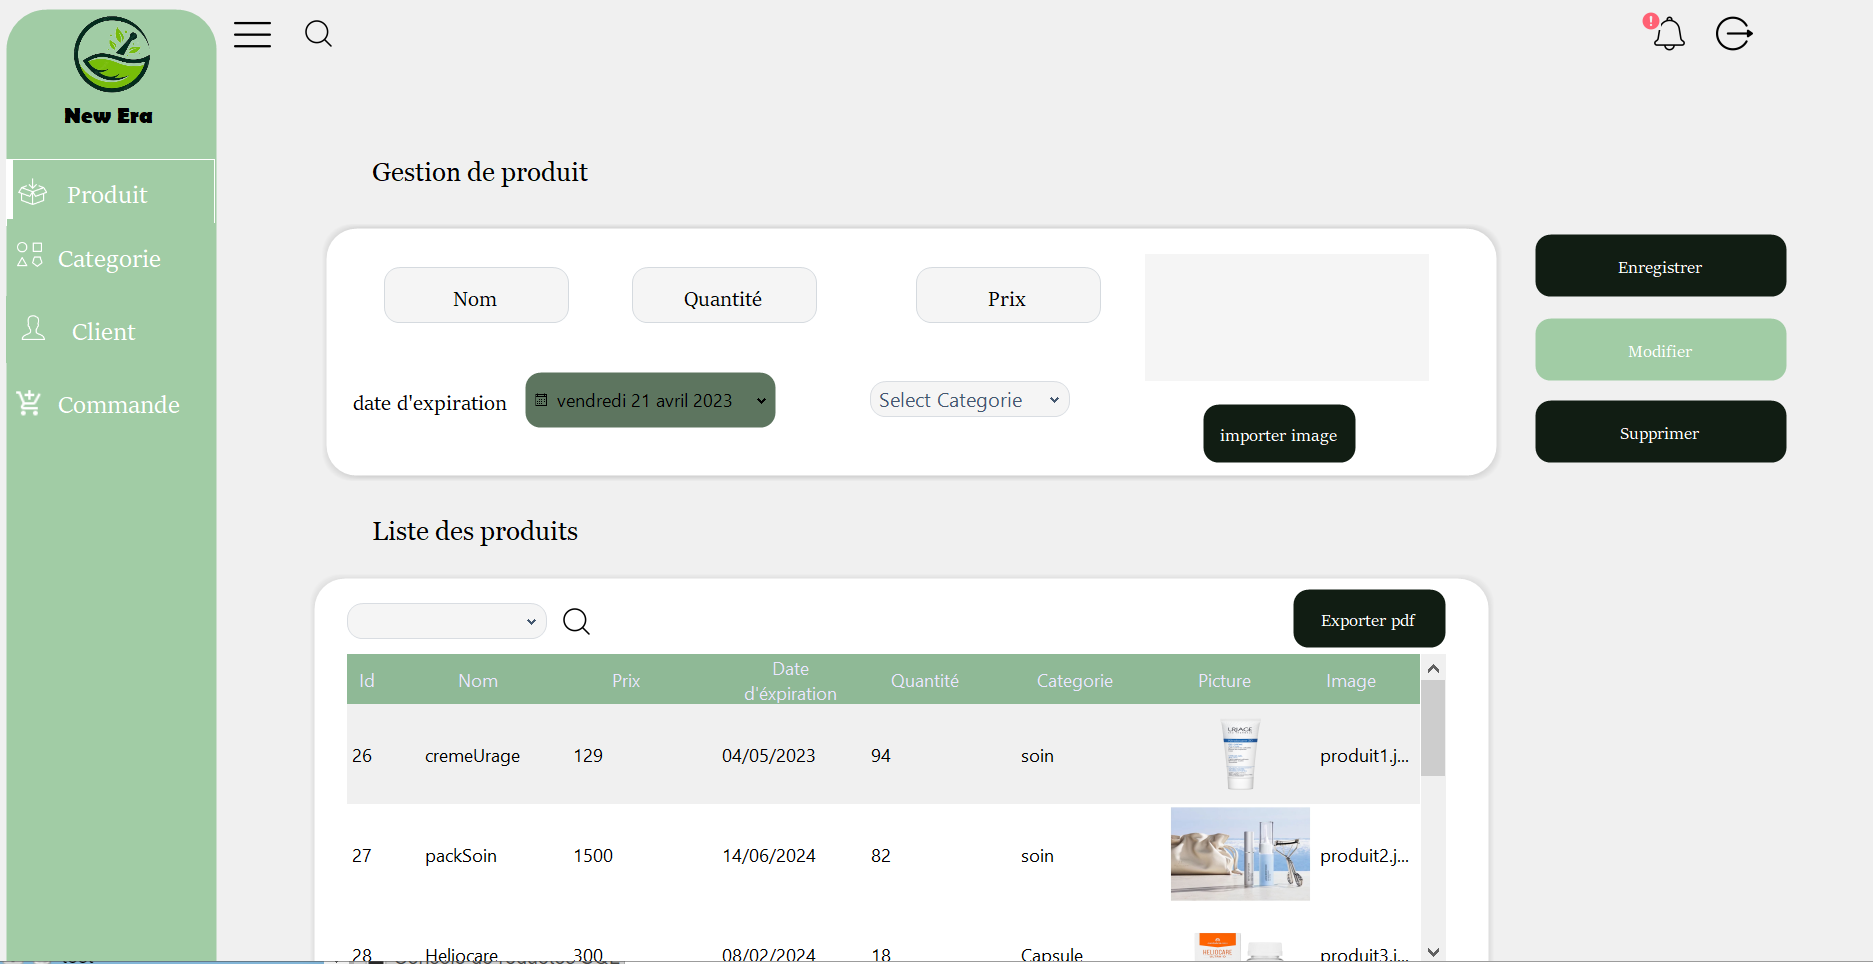 New Era
Produit
Categorie
Client
Commande
Gestion de produit
Nom
Quantité
Prix
date d'expiration
vendredi 21 avril 2023
Select Categorie
importer image
Enregistrer
Modifier
Supprimer
Liste des produits
Exporter pdf
Id Nom Prix Date d'éxpiration Quantité Categorie Picture Image
26 cremeUrage 129 04/05/2023 94 soin URIAGE produit1.j...
27 packSoin 1500 14/06/2024 82 soin produit2.j...
28 Heliocare 300 08/02/2024 18 Capsule HELIOCARE produit3.j...